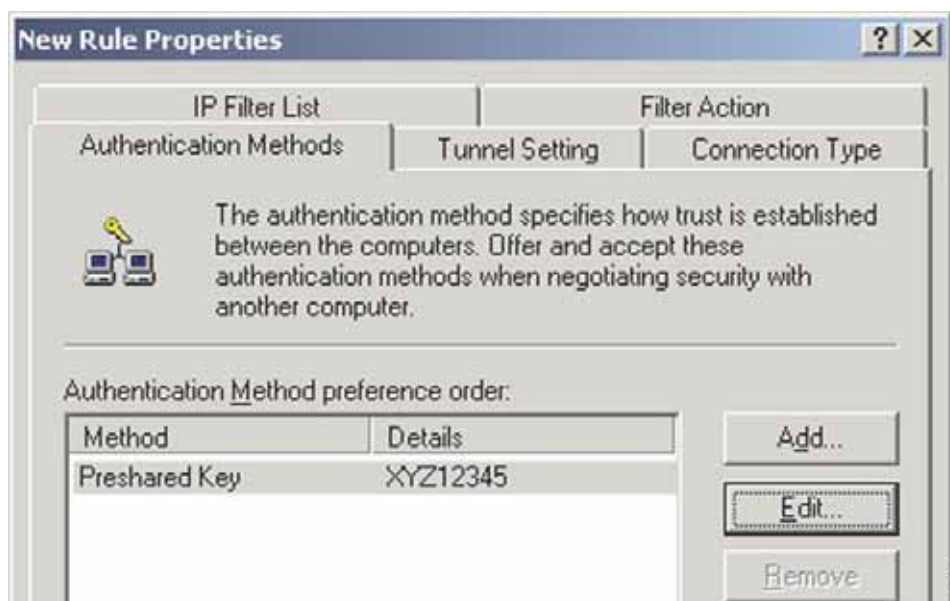 New Rule Properties
IP Filter List
Filter Action
Authentication Methods
Tunnel Setting
Connection Type
The authentication method specifies how trust is established
between the computers. Offer and accept these
authentication methods when negotiating security with
another computer.
Authentication Method preference order:
Method Details
Preshared Key XYZ12345
Add...
Edit...
Remove